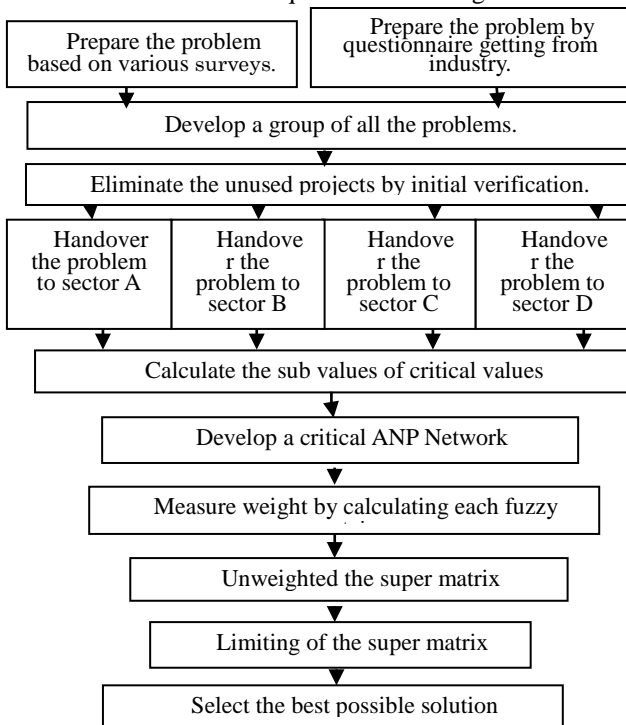 Prepare the problem
based on various surveys.
Prepare the problem by
questionnaire getting from
industry.
Develop a group of all the problems.
Eliminate the unused projects by initial verification.
Handover
the problem
to sector A
Handove
r the
problem to
sector B
Handove
r the
problem to
sector C
Handove
r the
problem to
sector D
Calculate the sub values of critical values
Develop a critical ANP Network
Measure weight by calculating each fuzzy
Unweighted the super matrix
Limiting of the super matrix
Select the best possible solution